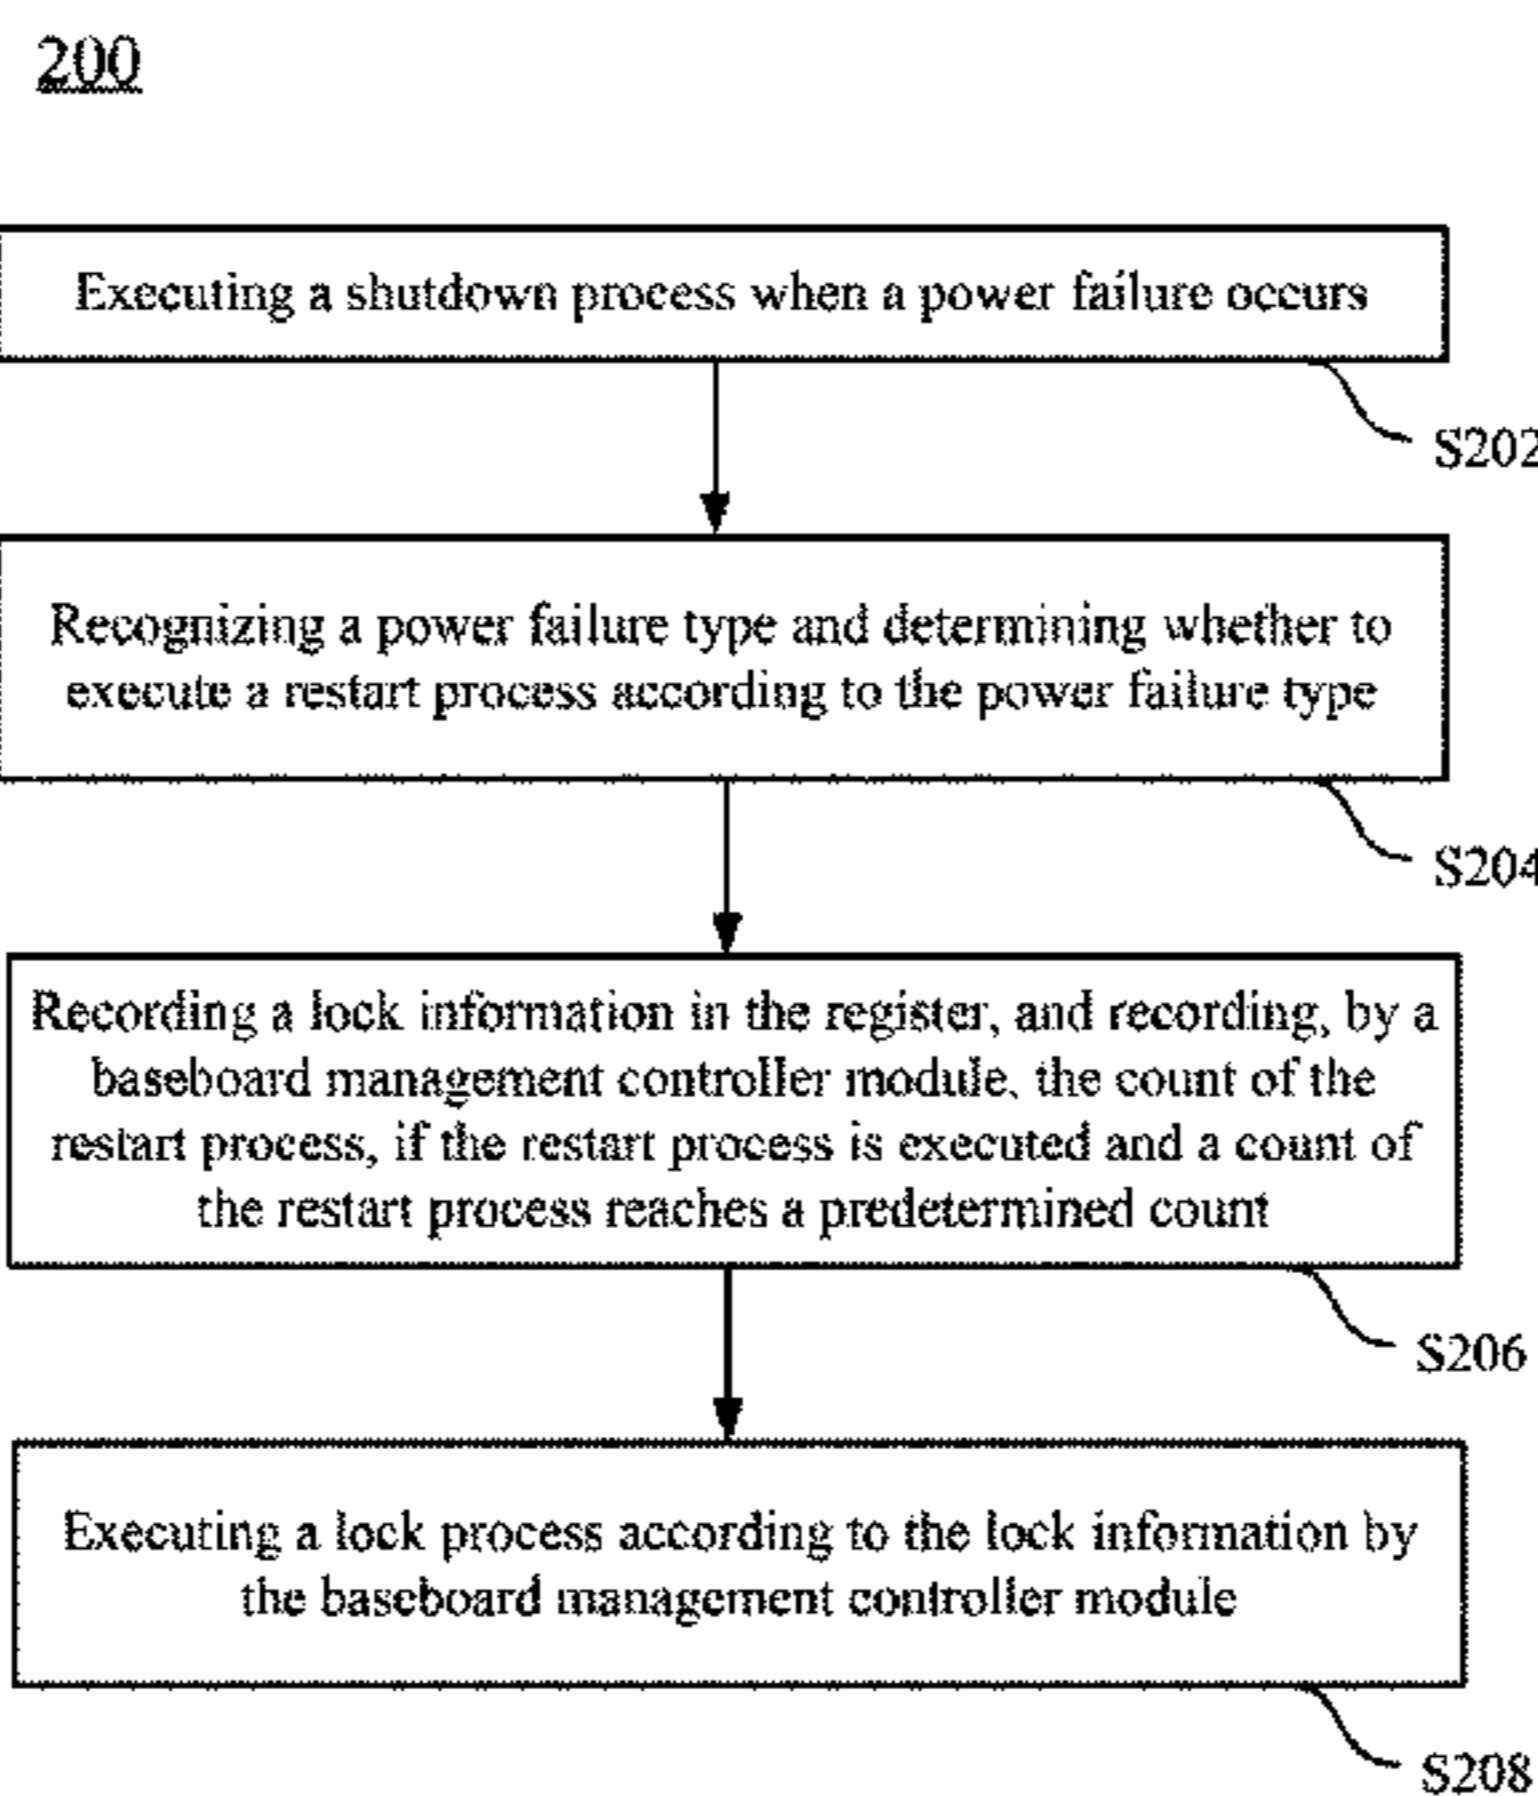 200
Executing a shutdown process when a power failure occurs
S202
Recognizing a power failure type and determining whether to
execute a restart process according to the power failure type
S204
Recording a lock information in the register, and recording, by a
baseboard management controller module, the count of the
restart process, if the restart process is executed and a count of
the restart process reaches a predetermined count
S206
Executing a lock process according to the lock information by
the baseboard management controller module
S208